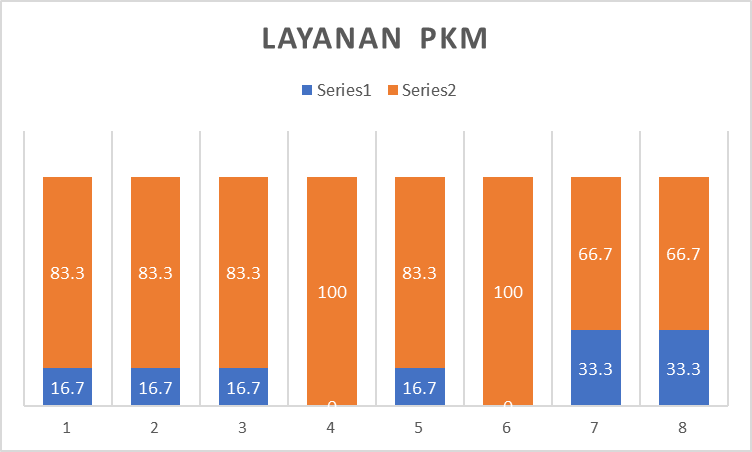 LAYANAN PKM
Series1 Series2
83.3 83.3 83.3 100 83.3 100 66.7 66.7
16.7 16.7 16.7 0 16.7 0 33.3 33.3
1 2 3 4 5 6 7 8